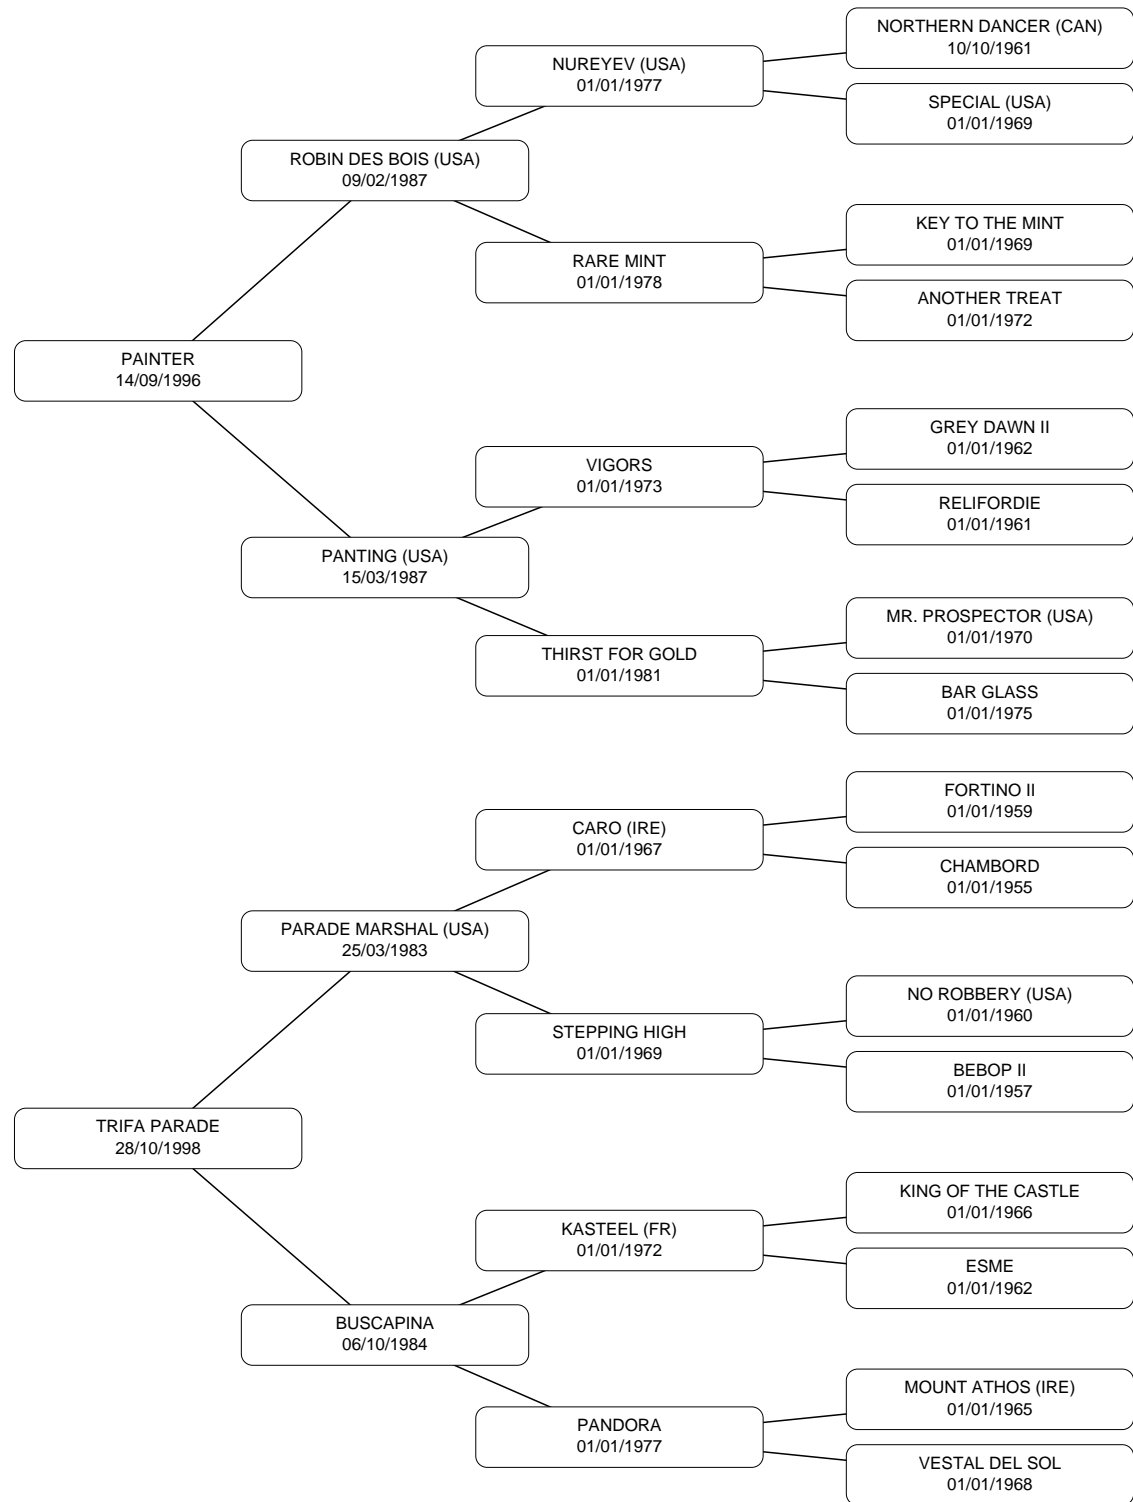 NORTHERN DANCER (CAN)
10/10/1961
NUREYEV (USA)
01/01/1977
SPECIAL (USA)
01/01/1969
ROBIN DES BOIS (USA)
09/02/1987
KEY TO THE MINT
01/01/1969
RARE MINT
01/01/1978
ANOTHER TREAT
01/01/1972
PAINTER
14/09/1996
GREY DAWN II
01/01/1962
VIGORS
01/01/1973
RELIFORDIE
01/01/1961
PANTING (USA)
15/03/1987
MR. PROSPECTOR (USA)
01/01/1970
THIRST FOR GOLD
01/01/1981
BAR GLASS
01/01/1975
FORTINO II
01/01/1959
CARO (IRE)
01/01/1967
CHAMBORD
01/01/1955
PARADE MARSHAL (USA)
25/03/1983
NO ROBBERY (USA)
01/01/1960
STEPPING HIGH
01/01/1969
BEBOP II
01/01/1957
TRIFA PARADE
28/10/1998
KING OF THE CASTLE
01/01/1966
KASTEEL (FR)
01/01/1972
ESME
01/01/1962
BUSCAPINA
06/10/1984
MOUNT ATHOS (IRE)
01/01/1965
PANDORA
01/01/1977
VESTAL DEL SOL
01/01/1968